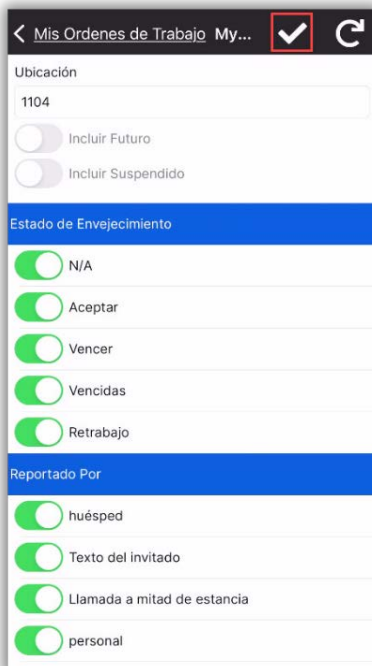 Mis Ordenes de Trabajo My...
Ubicación
1104
Incluir Futuro
Incluir Suspendido
Estado de Envejecimiento
N/A
Aceptar
Vencer
Vencidas
Retrabajo
Reportado Por
huésped
Texto del invitado
Llamada a mitad de estancia
personal